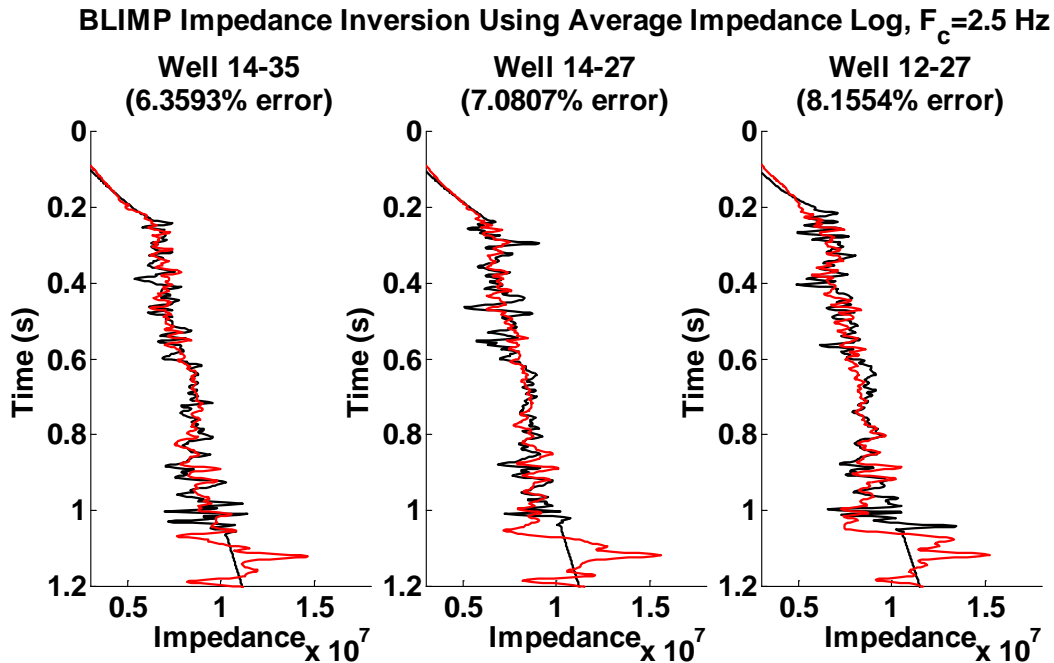 BLIMP Impedance Inversion Using Average Impedance Log, F_c=2.5 Hz
Well 14-35
(6.3593% error)
Well 14-27
(7.0807% error)
Well 12-27
(8.1554% error)
0
0.2
0.4
0.6
0.8
1
1.2
Time (s)
0.5 1 1.5
Impedance
x 10^7
0
0.2
0.4
0.6
0.8
1
1.2
Time (s)
0.5 1 1.5
Impedance
x 10^7
0
0.2
0.4
0.6
0.8
1
1.2
Time (s)
0.5 1 1.5
Impedance
x 10^7